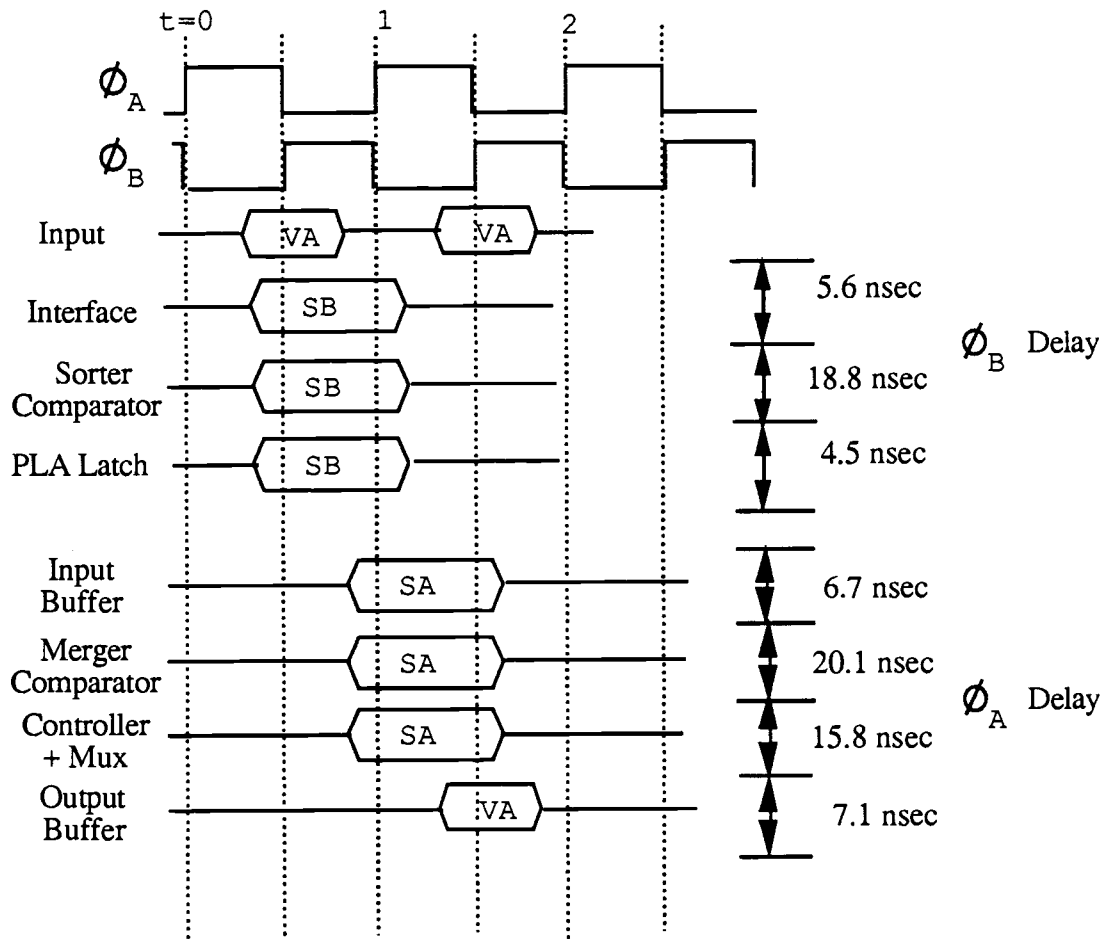 t=0 1 2
ϕA
ϕB
Input VA VA
Interface SB
5.6 nsec
ϕB Delay
Sorter
Comparator SB
18.8 nsec
PLA Latch SB
4.5 nsec
Input
Buffer SA
6.7 nsec
Merger
Comparator SA
20.1 nsec
ϕA Delay
Controller
+ Mux SA
15.8 nsec
Output
Buffer VA
7.1 nsec